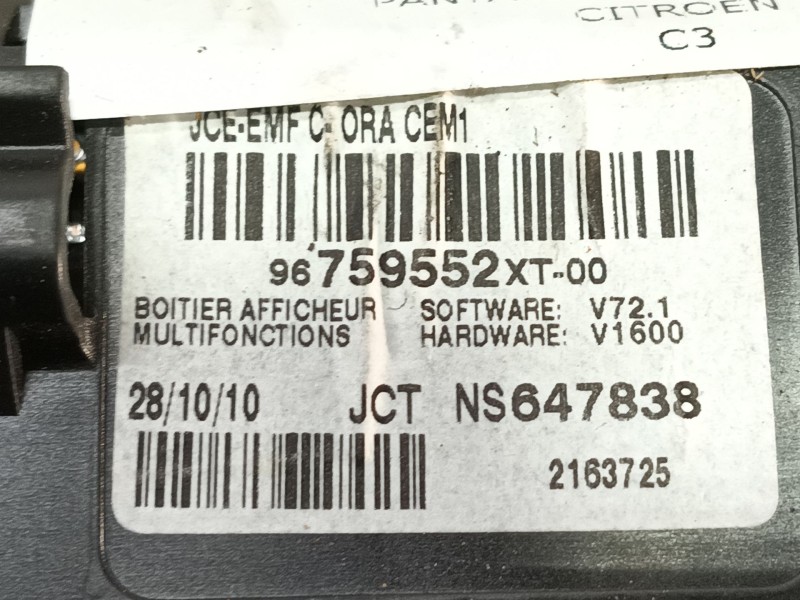 CITROEN
C3
JCE-EMF C- ORA CEM1
96759552XT-00
BOITIER AFFICHEUR SOFTWARE: V72.1
MULTIFONCTIONS HARDWARE: V1600
28/10/10 JCT NS647838
2163725